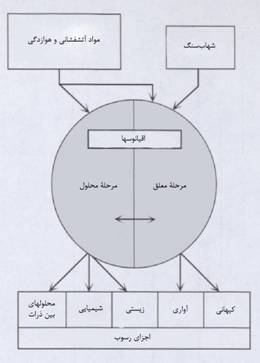 مواد آتشفشانی و هوازدگی
شهاب‌سنگ
اقیانوسها
مرحلهٔ معلق
مرحلهٔ محلول
کیهانی
آواری
زیستی
شیمیایی
محلولهای
بین ذرات
اجزای رسوب